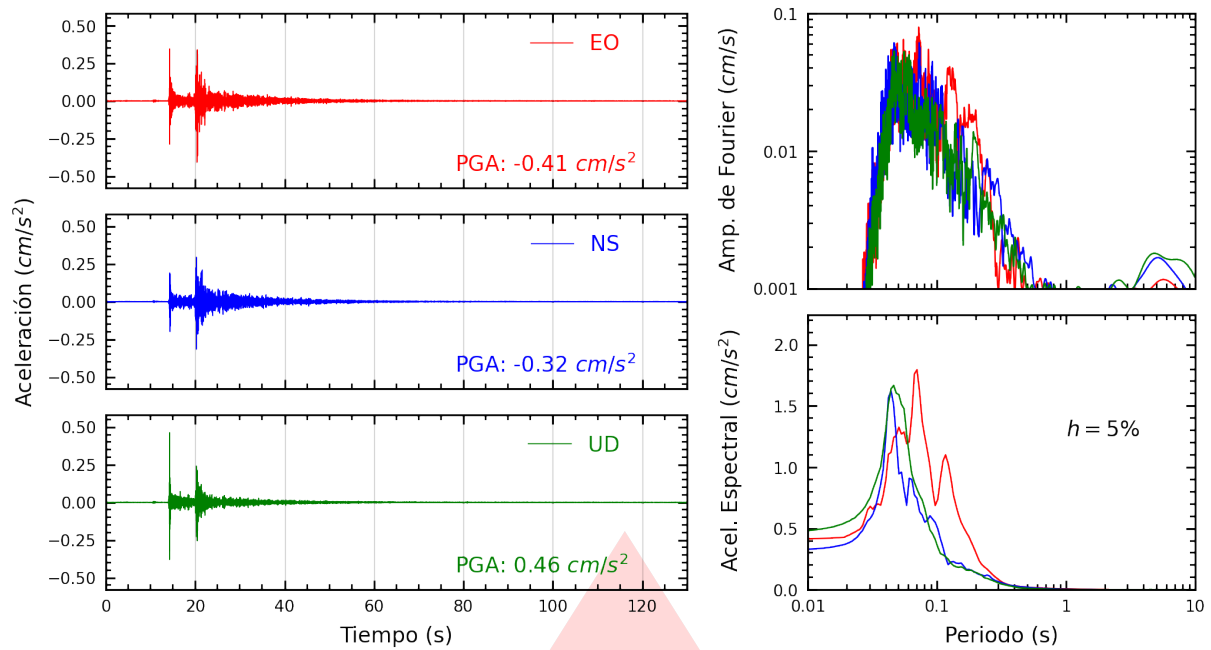 Aceleración (cm/s²)
0.50
0.25
0.00
−0.25
−0.50
EO
PGA: -0.41 cm/s²
0.50
0.25
0.00
−0.25
−0.50
NS
PGA: -0.32 cm/s²
0.50
0.25
0.00
−0.25
−0.50
UD
PGA: 0.46 cm/s²
0 20 40 60 80 100 120
Tiempo (s)
Amp. de Fourier (cm/s)
0.1
0.01
0.001
Acel. Espectral (cm/s²)
2.0
1.5
1.0
0.5
0.0
h = 5%
0.01 0.1 1 10
Periodo (s)